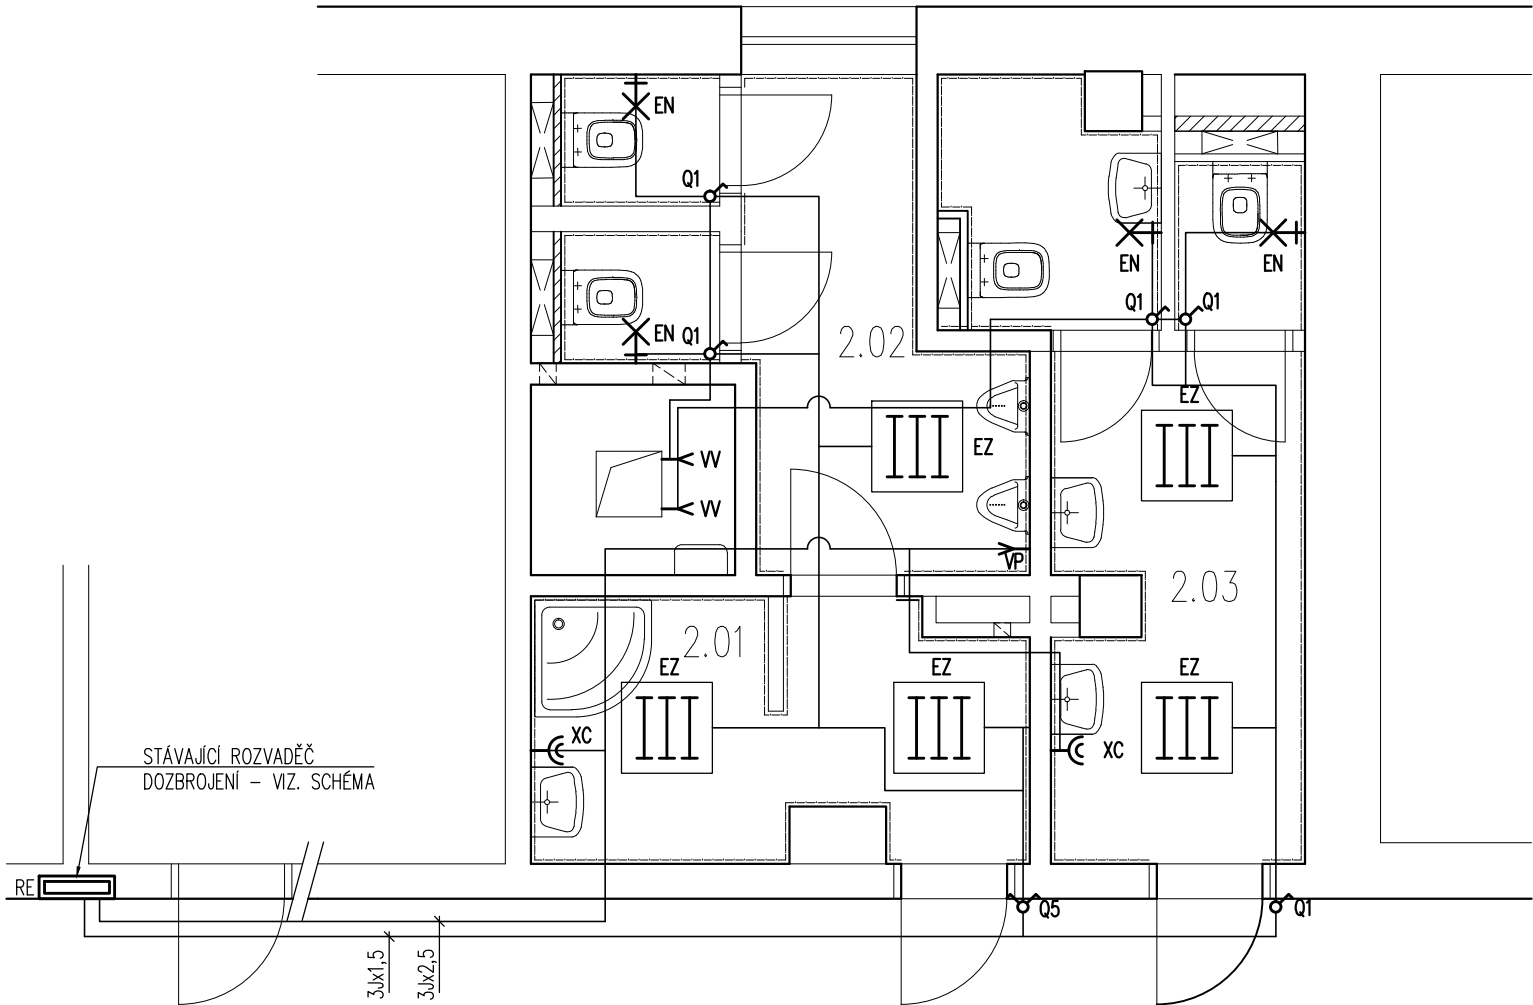 EN
Q1
EN
EN
Q1
Q1
EN Q1
2.02
EZ
EZ
VV
VV
VP
2.03
2.01
EZ
EZ
EZ
XC
XC
STÁVAJÍCÍ ROZVADĚČ
DOZBROJENÍ – VIZ. SCHÉMA
RE
Q5
Q1
3Jx1,5
3Jx2,5